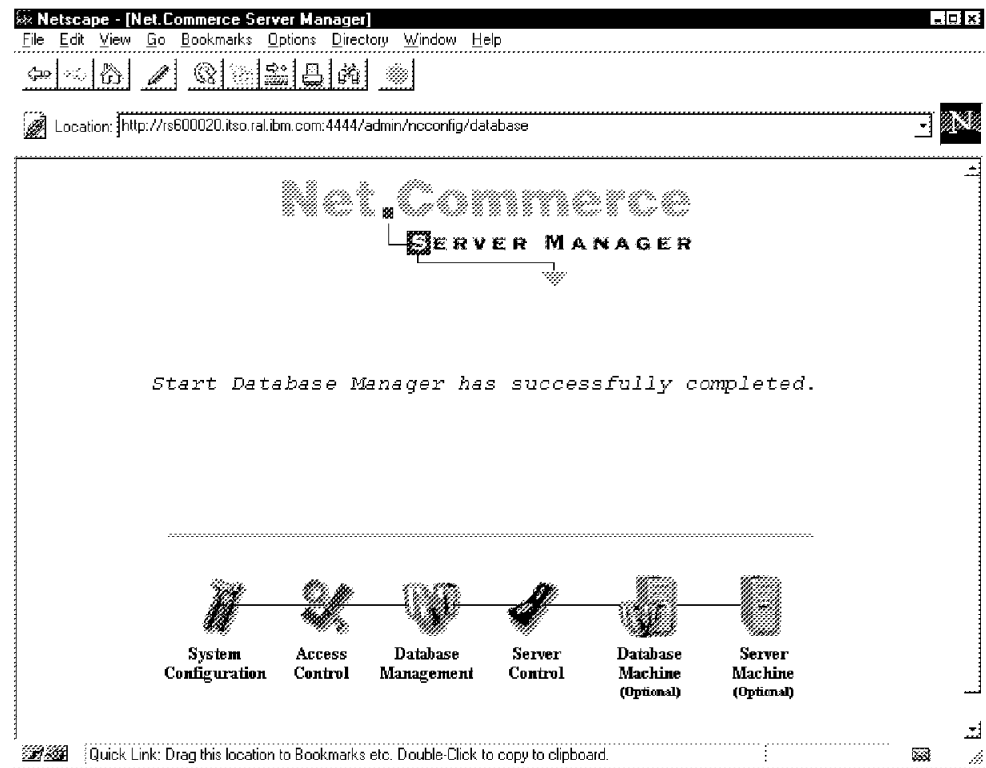 Netscape - [Net.Commerce Server Manager]
File Edit View Go Bookmarks Options Directory Window Help
Location: http://rs600020.itso.ral.ibm.com:4444/admin/ncconfig/database
N
Net.Commerce
SERVER MANAGER
Start Database Manager has successfully completed.
System Configuration
Access Control
Database Management
Server Control
Database Machine (Optional)
Server Machine (Optional)
Quick Link: Drag this location to Bookmarks etc. Double-Click to copy to clipboard.